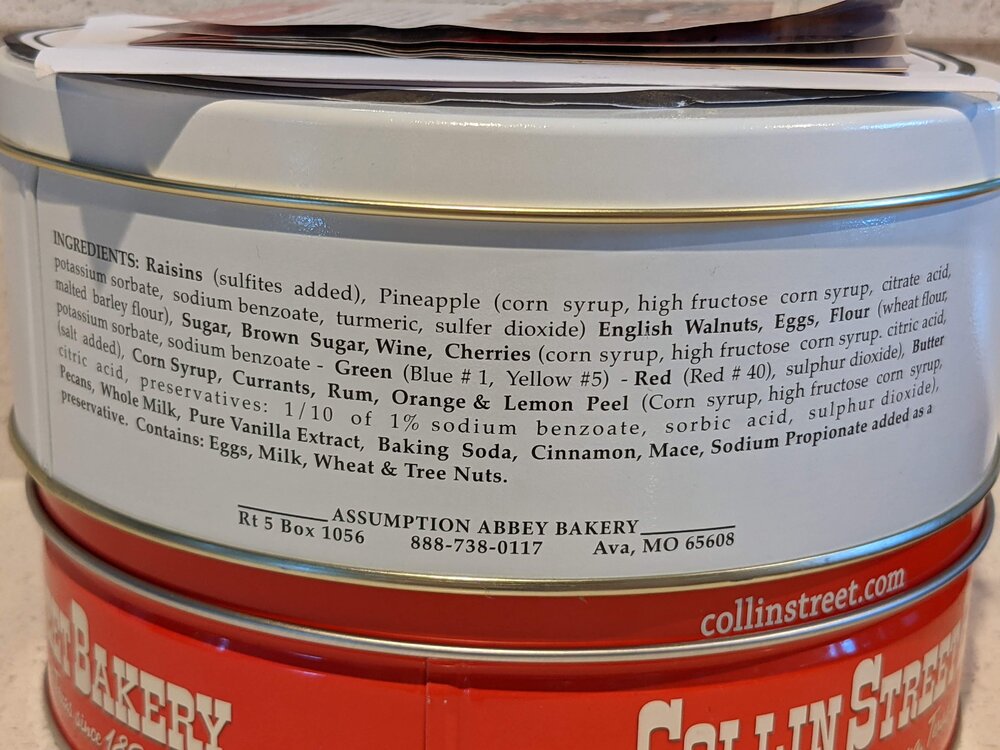 INGREDIENTS: Raisins (sulfites added), Pineapple (corn syrup, high fructose corn syrup, citrate acid,
potassium sorbate, sodium benzoate, turmeric, sulfer dioxide) English Walnuts, Eggs, Flour (wheat flour,
malted barley flour), Sugar, Brown Sugar, Wine, Cherries (corn syrup, high fructose corn syrup. citric acid,
potassium sorbate, sodium benzoate - Green (Blue # 1, Yellow #5) - Red (Red # 40), sulphur dioxide), Butter
(salt added), Corn Syrup, Currants, Rum, Orange & Lemon Peel (Corn syrup, high fructose corn syrup,
citric acid, preservatives: 1/10 of 1% sodium benzoate, sorbic acid, sulphur dioxide),
Pecans, Whole Milk, Pure Vanilla Extract, Baking Soda, Cinnamon, Mace, Sodium Propionate added as a
preservative. Contains: Eggs, Milk, Wheat & Tree Nuts.
ASSUMPTION ABBEY BAKERY
Rt 5 Box 1056 888-738-0117 Ava, MO 65608
collinstreet.com
BAKERY
since
COLLIN STREET